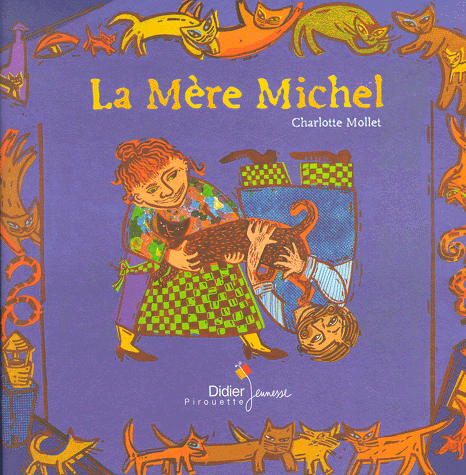 La Mère Michel
Charlotte Mollet
Didier
Jeunesse
Pirouette